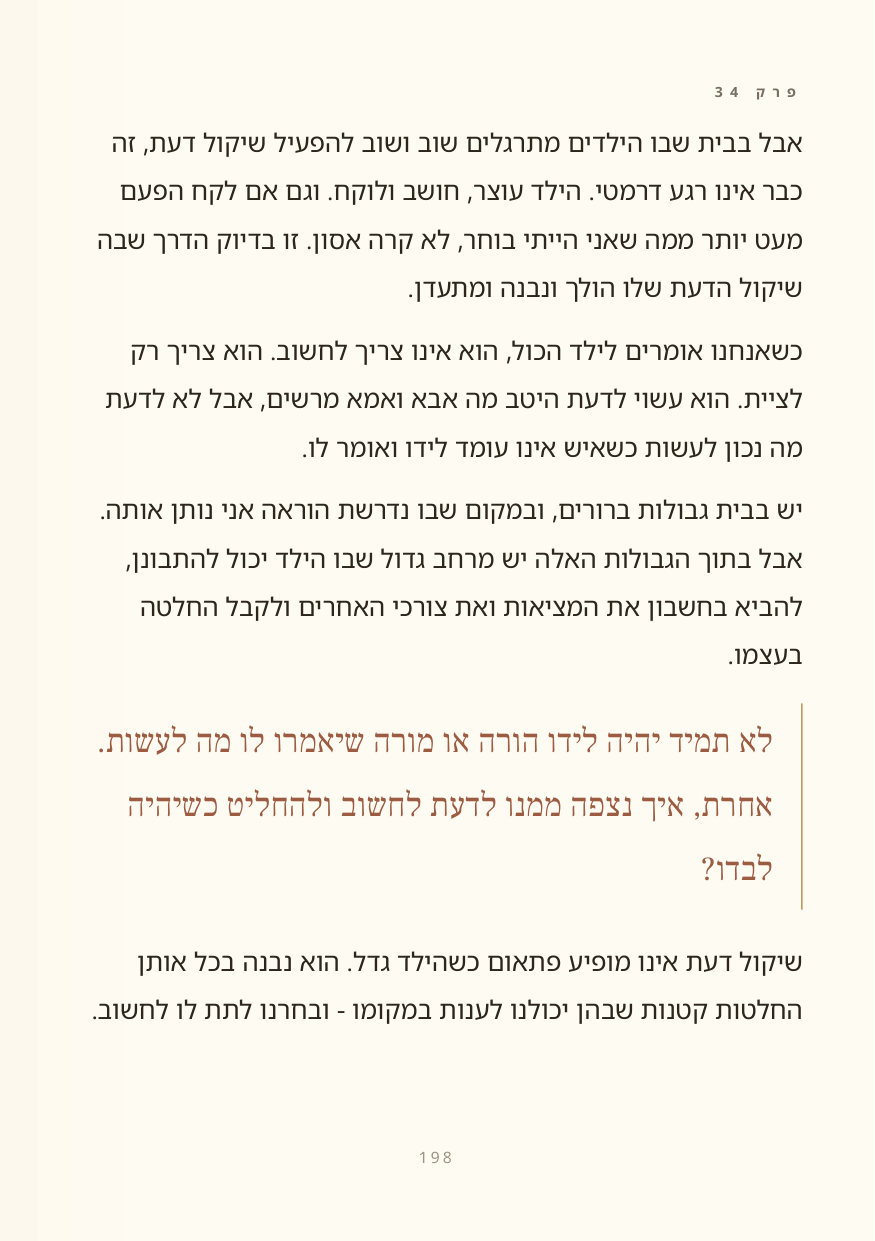 פרק 34
אבל בבית שבו הילדים מתרגלים שוב ושוב להפעיל שיקול דעת, זה
כבר אינו רגע דרמטי. הילד עוצר, חושב ולוקח. וגם אם לקח הפעם
מעט יותר ממה שאני הייתי בוחר, לא קרה אסון. זו בדיוק הדרך שבה
שיקול הדעת שלו הולך ונבנה ומתעדן.
כשאנחנו אומרים לילד הכול, הוא אינו צריך לחשוב. הוא צריך רק
לציית. הוא עשוי לדעת היטב מה אבא ואמא מרשים, אבל לא לדעת
מה נכון לעשות כשאיש אינו עומד לידו ואומר לו.
יש בבית גבולות ברורים, ובמקום שבו נדרשת הוראה אני נותן אותה.
אבל בתוך הגבולות האלה יש מרחב גדול שבו הילד יכול להתבונן,
להביא בחשבון את המציאות ואת צורכי האחרים ולקבל החלטה
בעצמו.
לא תמיד יהיה לידו הורה או מורה שיאמרו לו מה לעשות.
אחרת, איך נצפה ממנו לדעת לחשוב ולהחליט כשיהיה
לבדו?
שיקול דעת אינו מופיע פתאום כשהילד גדל. הוא נבנה בכל אותן
החלטות קטנות שבהן יכולנו לענות במקומו - ובחרנו לתת לו לחשוב.
198